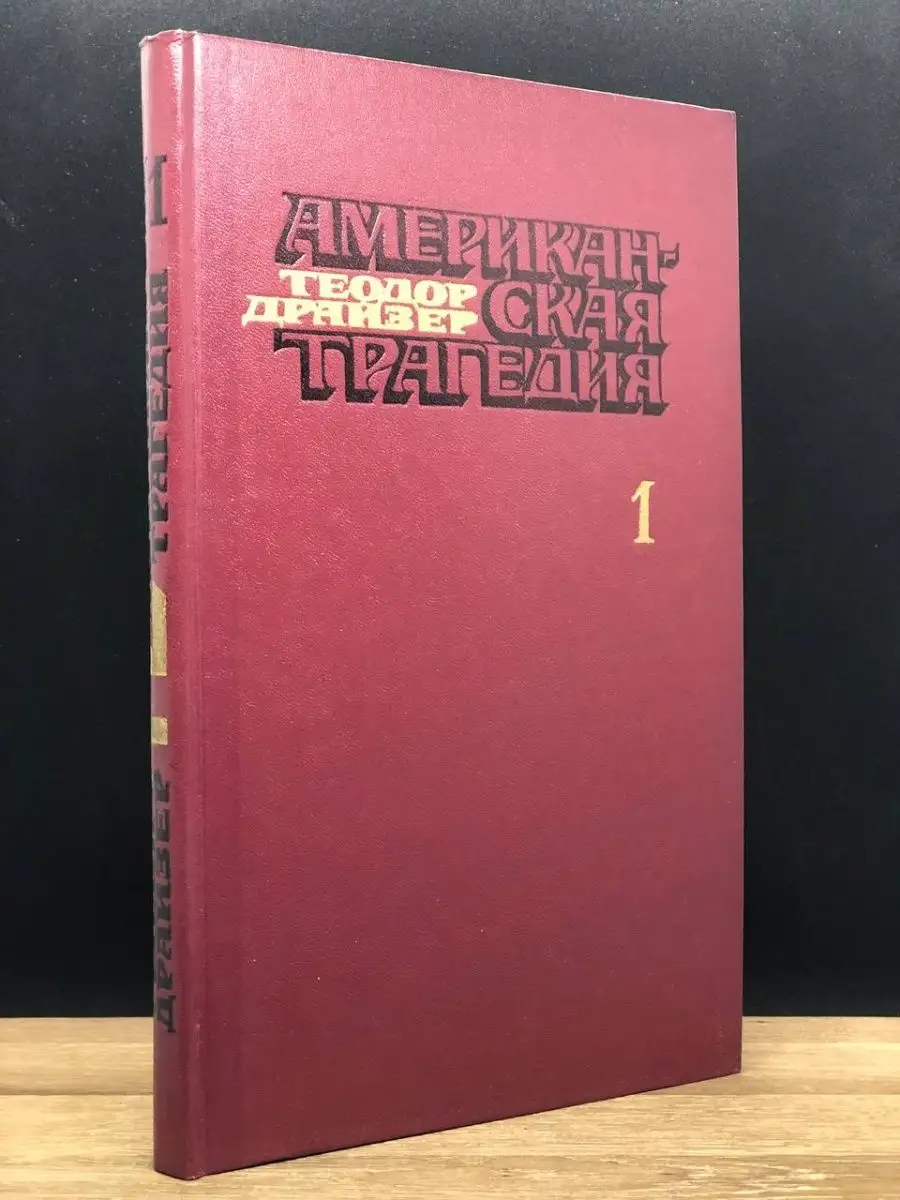 АМЕРИКАН-
ТЕОДОР
ДРАЙЗЕР
СКАЯ
ТРАГЕДИЯ
1
1
ТРАГЕДИЯ
ДРАЙЗЕР